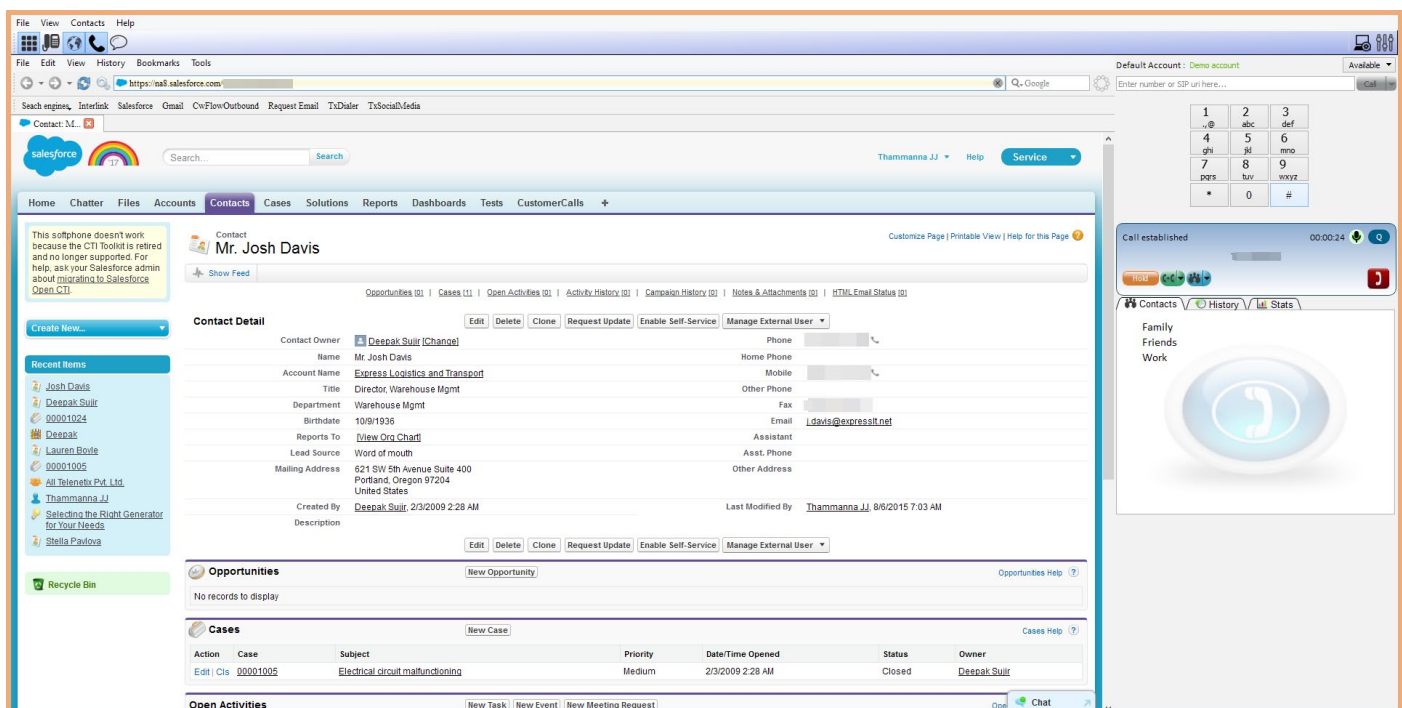 File View Contacts Help
File Edit View History Bookmarks Tools
https://na8.salesforce.com/
Google
Seach engines, Interlink Salesforce Gmail CwFlowOutbound Request Email TxDialer TxSocialMedia
Contact: M...
salesforce
17
Search...
Search
Thammanna JJ Help Service
Home Chatter Files Accounts Contacts Cases Solutions Reports Dashboards Tests CustomerCalls +
This softphone doesn't work
because the CTI Toolkit is retired
and no longer supported. For
help, ask your Salesforce admin
about migrating to Salesforce
Open CTI.
Create New...
Recent Items
Josh Davis
Deepak Sujir
00001024
Deepak
Lauren Boyle
00001005
All Telenetix Pvt. Ltd.
Thammanna JJ
Selecting the Right Generator
for Your Needs
Stella Pavlova
Recycle Bin
Contact
Mr. Josh Davis
Customize Page | Printable View | Help for this Page
Show Feed
Opportunities [0] | Cases [1] | Open Activities [0] | Activity History [0] | Campaign History [0] | Notes & Attachments [0] | HTML Email Status [0]
Contact Detail
Edit Delete Clone Request Update Enable Self-Service Manage External User
Contact Owner Deepak Sujir [Change] Phone
Name Mr. Josh Davis Home Phone
Account Name Express Logistics and Transport Mobile
Title Director, Warehouse Mgmt Other Phone
Department Warehouse Mgmt Fax
Birthdate 10/9/1936 Email j.davis@expresslt.net
Reports To [View Org Chart] Assistant
Lead Source Word of mouth Asst. Phone
Mailing Address 621 SW 5th Avenue Suite 400 Other Address
Portland, Oregon 97204
United States
Created By Deepak Sujir, 2/3/2009 2:28 AM Last Modified By Thammanna JJ, 8/6/2015 7:03 AM
Description
Edit Delete Clone Request Update Enable Self-Service Manage External User
Opportunities New Opportunity Opportunities Help ?
No records to display
Cases New Case Cases Help ?
Action Case Subject Priority Date/Time Opened Status Owner
Edit | Cls 00001005 Electrical circuit malfunctioning Medium 2/3/2009 2:28 AM Closed Deepak Sujir
Open Activities New Task New Event New Meeting Request
Chat
Default Account : Demo account Available
Enter number or SIP uri here... Call
1 2 3
.,@ abc def
4 5 6
ghi jkl mno
7 8 9
pqrs tuv wxyz
* 0 #
Call established 00:00:24 Q
Hold C+C
Contacts History Stats
Family
Friends
Work